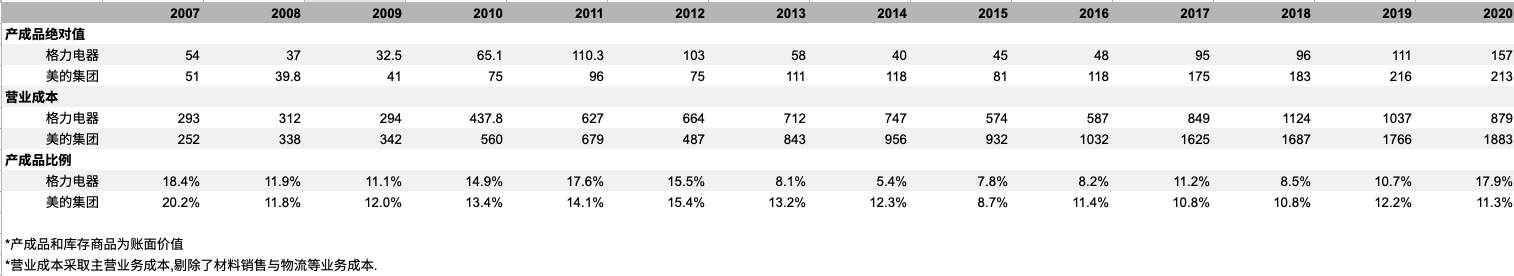 2007 2008 2009 2010 2011 2012 2013 2014 2015 2016 2017 2018 2019 2020
产成品绝对值
格力电器 54 37 32.5 65.1 110.3 103 58 40 45 48 95 96 111 157
美的集团 51 39.8 41 75 96 75 111 118 81 118 175 183 216 213
营业成本
格力电器 293 312 294 437.8 627 664 712 747 574 587 849 1124 1037 879
美的集团 252 338 342 560 679 487 843 956 932 1032 1625 1687 1766 1883
产成品比例
格力电器 18.4% 11.9% 11.1% 14.9% 17.6% 15.5% 8.1% 5.4% 7.8% 8.2% 11.2% 8.5% 10.7% 17.9%
美的集团 20.2% 11.8% 12.0% 13.4% 14.1% 15.4% 13.2% 12.3% 8.7% 11.4% 10.8% 10.8% 12.2% 11.3%
*产成品和库存商品为账面价值
*营业成本采取主营业务成本,剔除了材料销售与物流等业务成本.